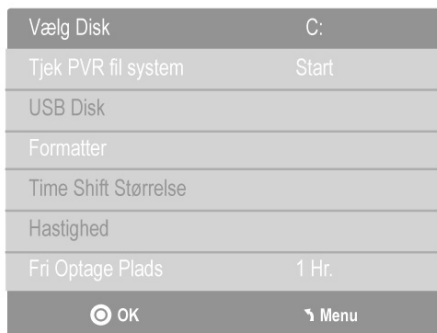 Vælg Disk C:
Tjek PVR fil system Start
USB Disk
Formatter
Time Shift Størrelse
Hastighed
Fri Optage Plads 1 Hr.
OK Menu